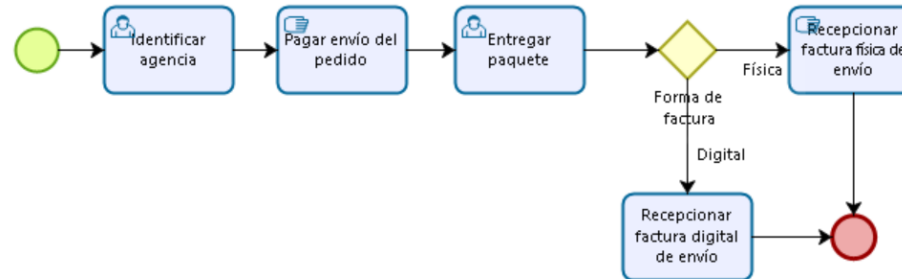 Identificar
agencia
Pagar envío del
pedido
Entregar
paquete
Forma de
factura
Física
Recepcionar
factura física de
envío
Digital
Recepcionar
factura digital
de envío